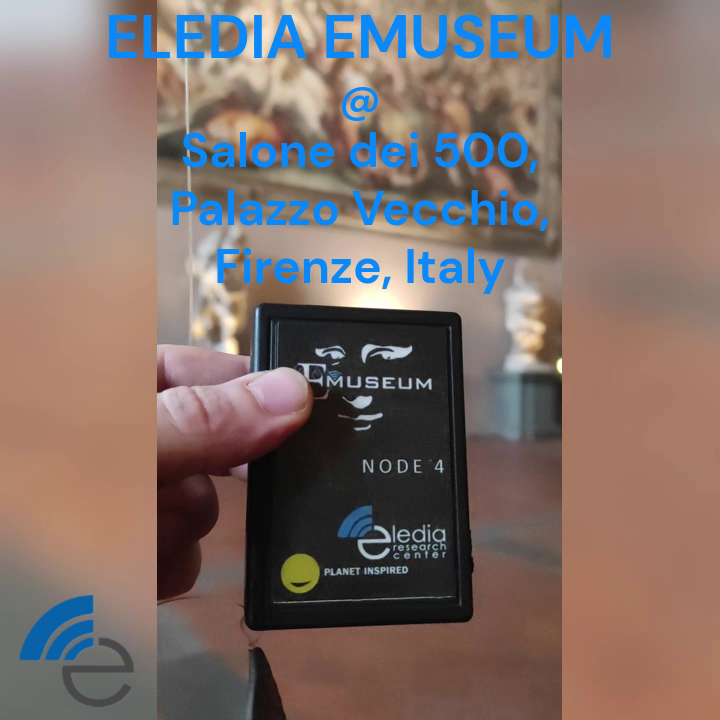 ELEDIA EMUSEUM
@
Salone dei 500,
Palazzo Vecchio,
Firenze, Italy
EMUSEUM
NODE 4
eledia
research
center
PLANET INSPIRED
e